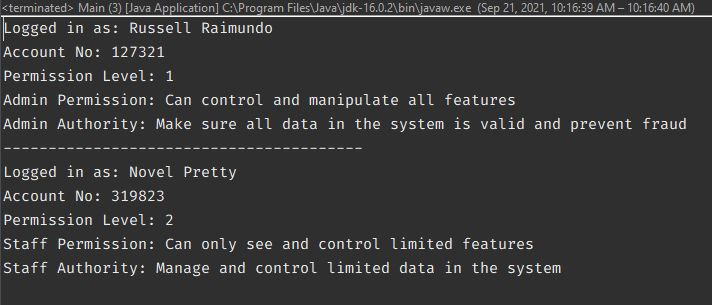 <terminated> Main (3) [Java Application] C:\Program Files\Java\jdk-16.0.2\bin\javaw.exe (Sep 21, 2021, 10:16:39 AM – 10:16:40 AM)
Logged in as: Russell Raimundo
Account No: 127321
Permission Level: 1
Admin Permission: Can control and manipulate all features
Admin Authority: Make sure all data in the system is valid and prevent fraud
----------------------------------------
Logged in as: Novel Pretty
Account No: 319823
Permission Level: 2
Staff Permission: Can only see and control limited features
Staff Authority: Manage and control limited data in the system